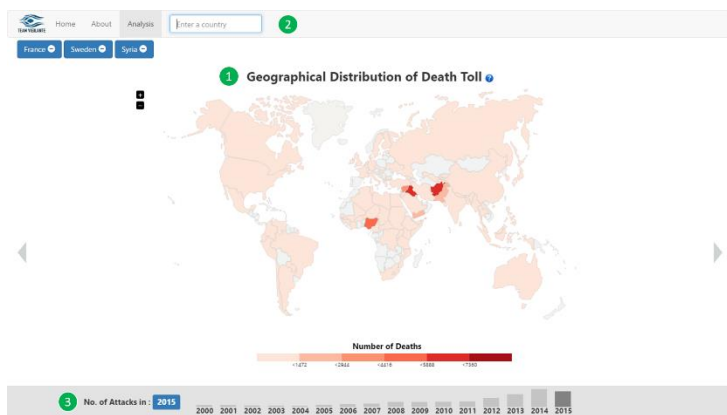 TEAM VIGILANTE
Home About Analysis Enter a country 2
France Sweden Syria
1 Geographical Distribution of Death Toll ?
+
−
Number of Deaths
<1472 <2944 <4416 <5888 <7360
3 No. of Attacks in : 2015
2000 2001 2002 2003 2004 2005 2006 2007 2008 2009 2010 2011 2012 2013 2014 2015